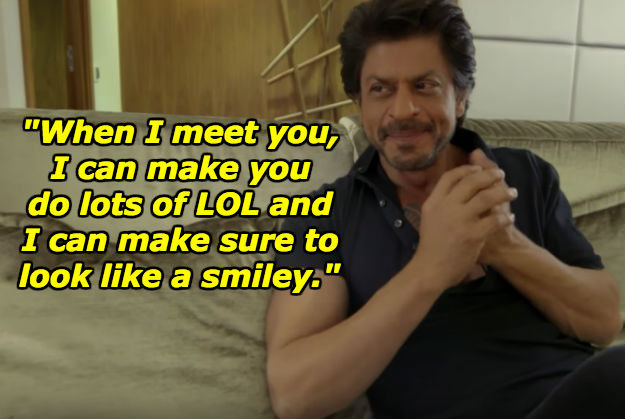 "When I meet you,
I can make you
do lots of LOL and
I can make sure to
look like a smiley."